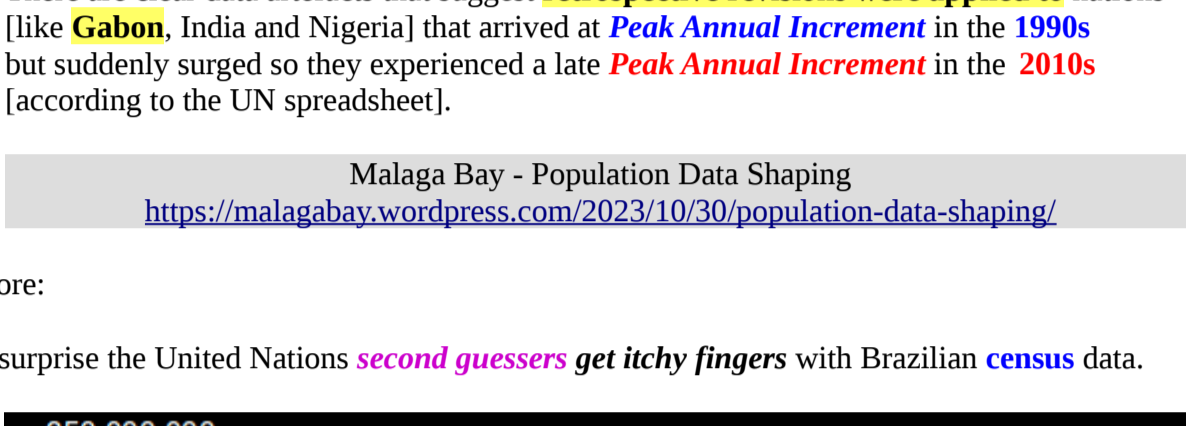 [like Gabon, India and Nigeria] that arrived at Peak Annual Increment in the 1990s
but suddenly surged so they experienced a late Peak Annual Increment in the 2010s
[according to the UN spreadsheet].
Malaga Bay - Population Data Shaping
https://malagabay.wordpress.com/2023/10/30/population-data-shaping/
ore:
surprise the United Nations second guessers get itchy fingers with Brazilian census data.